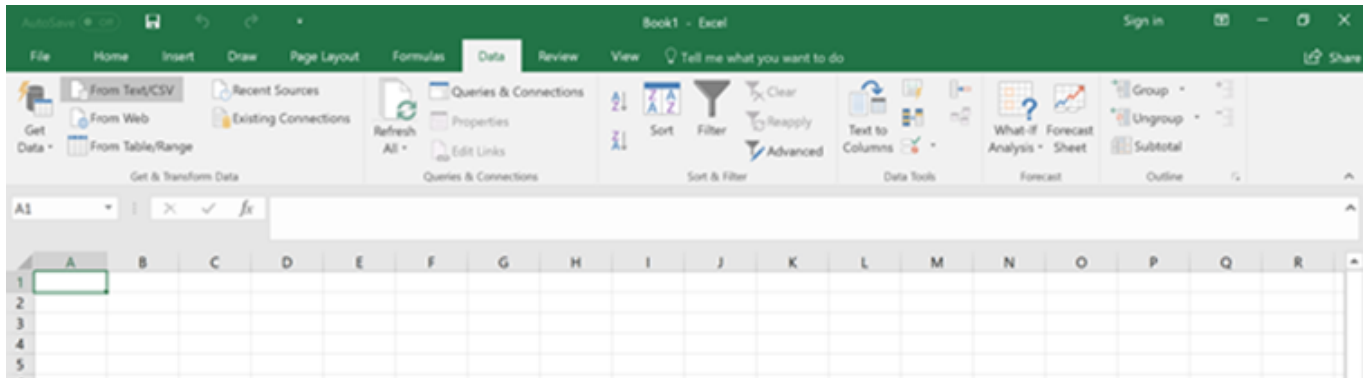 AutoSave Off Book1 - Excel Sign in
File Home Insert Draw Page Layout Formulas Data Review View Tell me what you want to do Share
Get Data
From Text/CSV
From Web
From Table/Range
Recent Sources
Existing Connections
Get & Transform Data
Refresh All
Queries & Connections
Properties
Edit Links
Queries & Connections
Sort
Filter
Clear
Reapply
Advanced
Sort & Filter
Text to Columns
Data Tools
What-If Analysis
Forecast Sheet
Forecast
Group
Ungroup
Subtotal
Outline
A1 fx
A B C D E F G H I J K L M N O P Q R
1
2
3
4
5